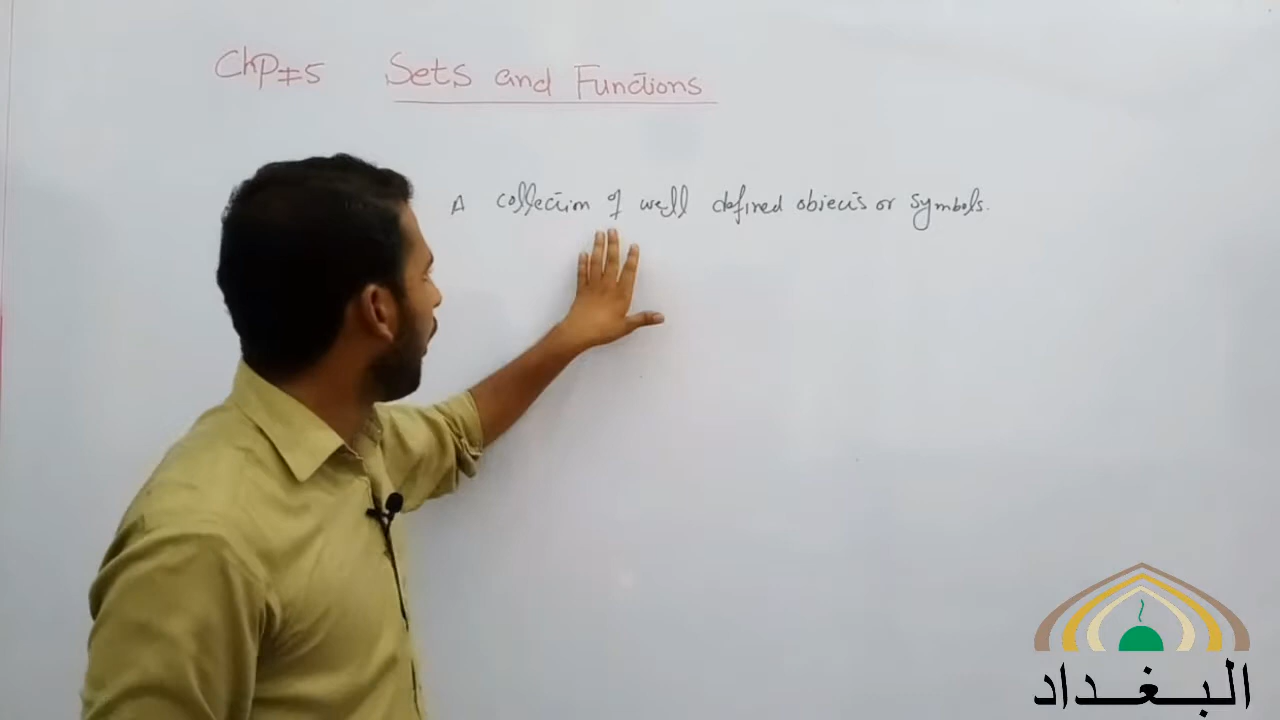 Chp#5 Sets and Functions
A collection of well defined objects or symbols.
البغداد